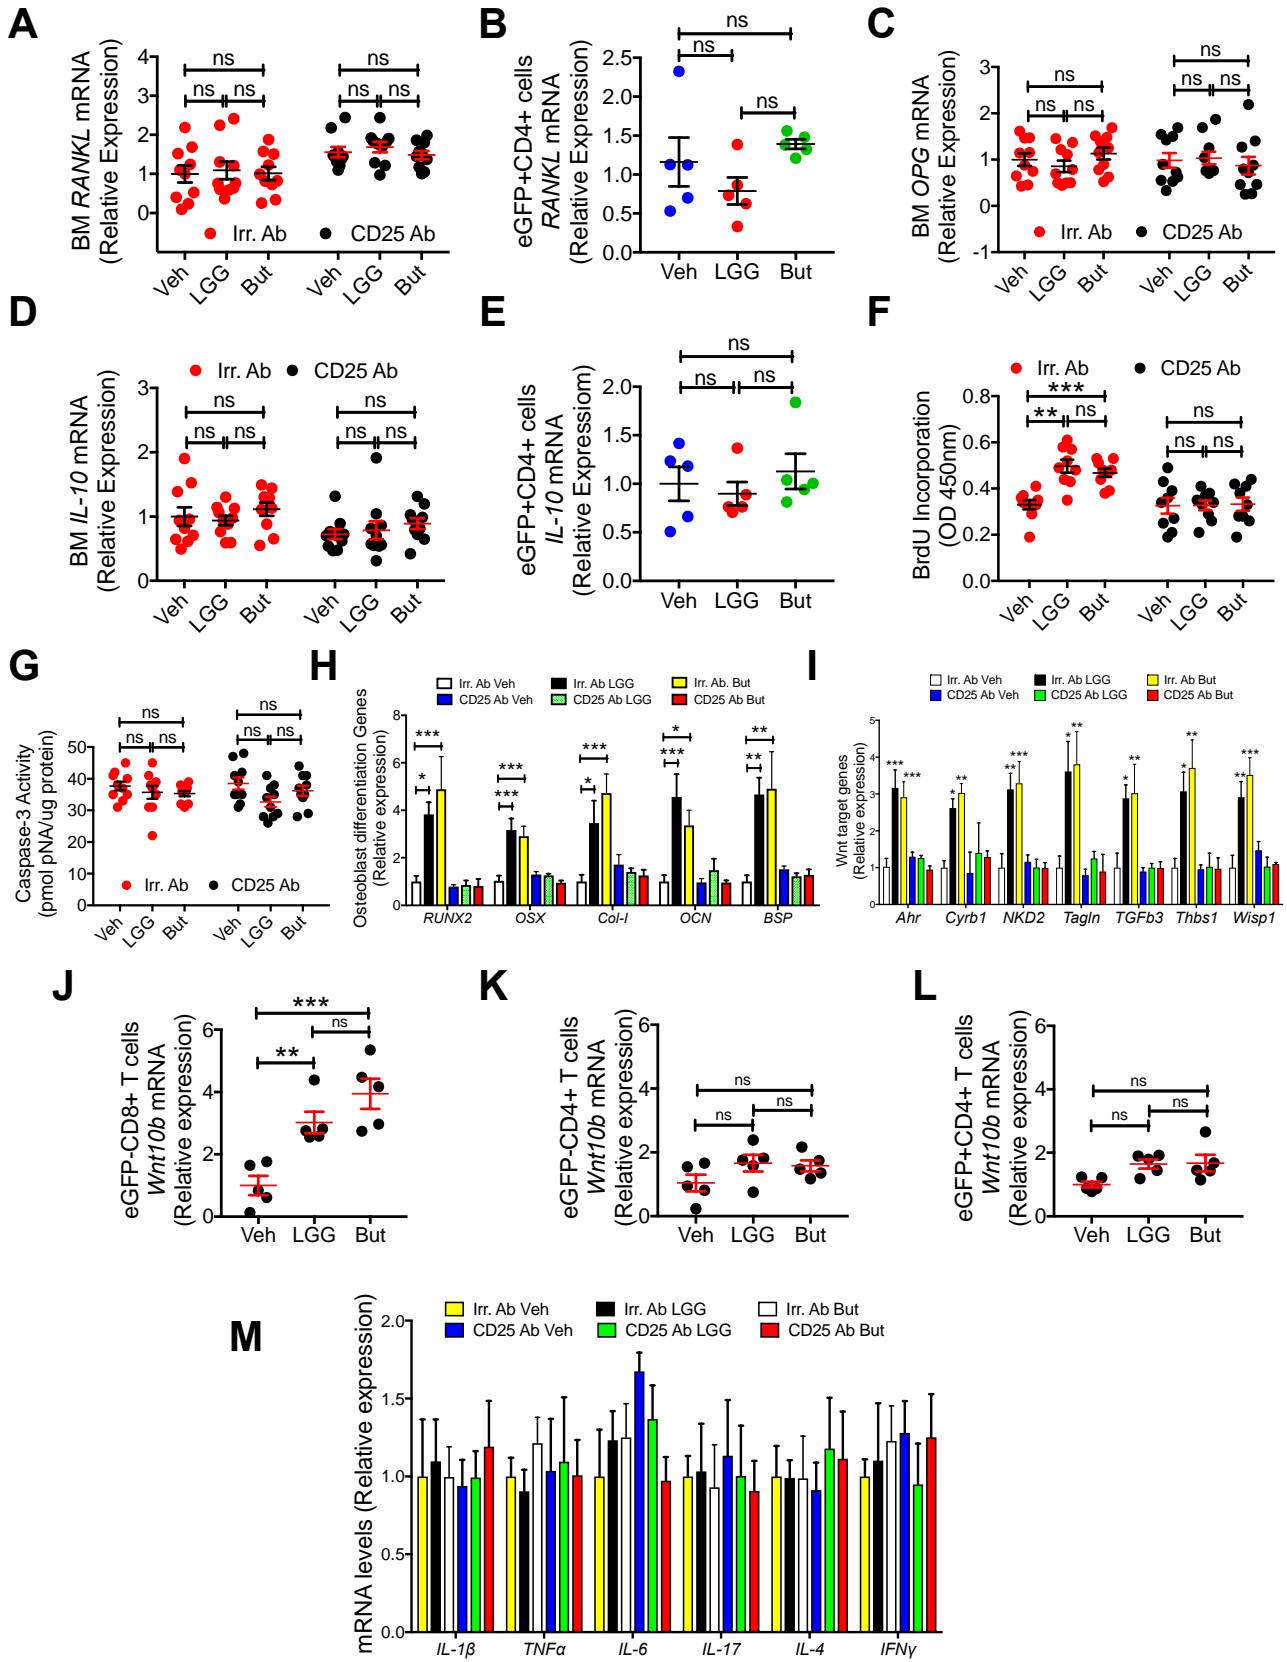 A
BM RANKL mRNA
(Relative Expression)
4
3
2
1
0
ns
ns
ns
ns
ns
ns
Irr. Ab
CD25 Ab
Veh
LGG
But
Veh
LGG
But
B
eGFP+CD4+ cells
RANKL mRNA
(Relative Expression)
2.5
2.0
1.5
1.0
0.5
0.0
ns
ns
ns
Veh
LGG
But
C
BM OPG mRNA
(Relative Expression)
3
2
1
0
-1
ns
ns
ns
ns
ns
ns
Irr. Ab
CD25 Ab
Veh
LGG
But
Veh
LGG
But
D
BM IL-10 mRNA
(Relative Expression)
3
2
1
0
Irr. Ab
CD25 Ab
ns
ns
ns
ns
ns
ns
Veh
LGG
But
Veh
LGG
But
E
eGFP+CD4+ cells
IL-10 mRNA
(Relative Expressiom)
2.0
1.5
1.0
0.5
0.0
ns
ns
ns
Veh
LGG
But
F
BrdU Incorporation
(OD 450nm)
0.8
0.6
0.4
0.2
0.0
Irr. Ab
CD25 Ab
***
**
ns
ns
ns
ns
Veh
LGG
But
Veh
LGG
But
G
Caspase-3 Activity
(pmol pNA/ug protein)
50
40
30
20
10
0
ns
ns
ns
ns
ns
ns
Irr. Ab
CD25 Ab
Veh
LGG
But
Veh
LGG
But
H
Osteoblast differentiation Genes
(Relative expression)
Irr. Ab Veh
Irr. Ab LGG
Irr. Ab. But
CD25 Ab Veh
CD25 Ab LGG
CD25 Ab But
8
6
4
2
0
***
*
***
***
***
*
*
***
**
**
RUNX2
OSX
Col-I
OCN
BSP
I
Wnt target genes
(Relative expression)
Irr. Ab Veh
Irr. Ab LGG
Irr. Ab But
CD25 Ab Veh
CD25 Ab LGG
CD25 Ab But
5
4
3
2
1
0
***
***
*
**
**
***
*
**
*
**
*
**
**
***
Ahr
Cyrb1
NKD2
Tagln
TGFb3
Thbs1
Wisp1
J
eGFP-CD8+ T cells
Wnt10b mRNA
(Relative expression)
6
4
2
0
***
ns
**
Veh
LGG
But
K
eGFP-CD4+ T cells
Wnt10b mRNA
(Relative expression)
6
4
2
0
ns
ns
ns
Veh
LGG
But
L
eGFP+CD4+ T cells
Wnt10b mRNA
(Relative expression)
6
4
2
0
ns
ns
ns
Veh
LGG
But
M
mRNA levels (Relative expression)
Irr. Ab Veh
Irr. Ab LGG
Irr. Ab But
CD25 Ab Veh
CD25 Ab LGG
CD25 Ab But
2.0
1.5
1.0
0.5
0.0
IL-1β
TNFα
IL-6
IL-17
IL-4
IFNγ